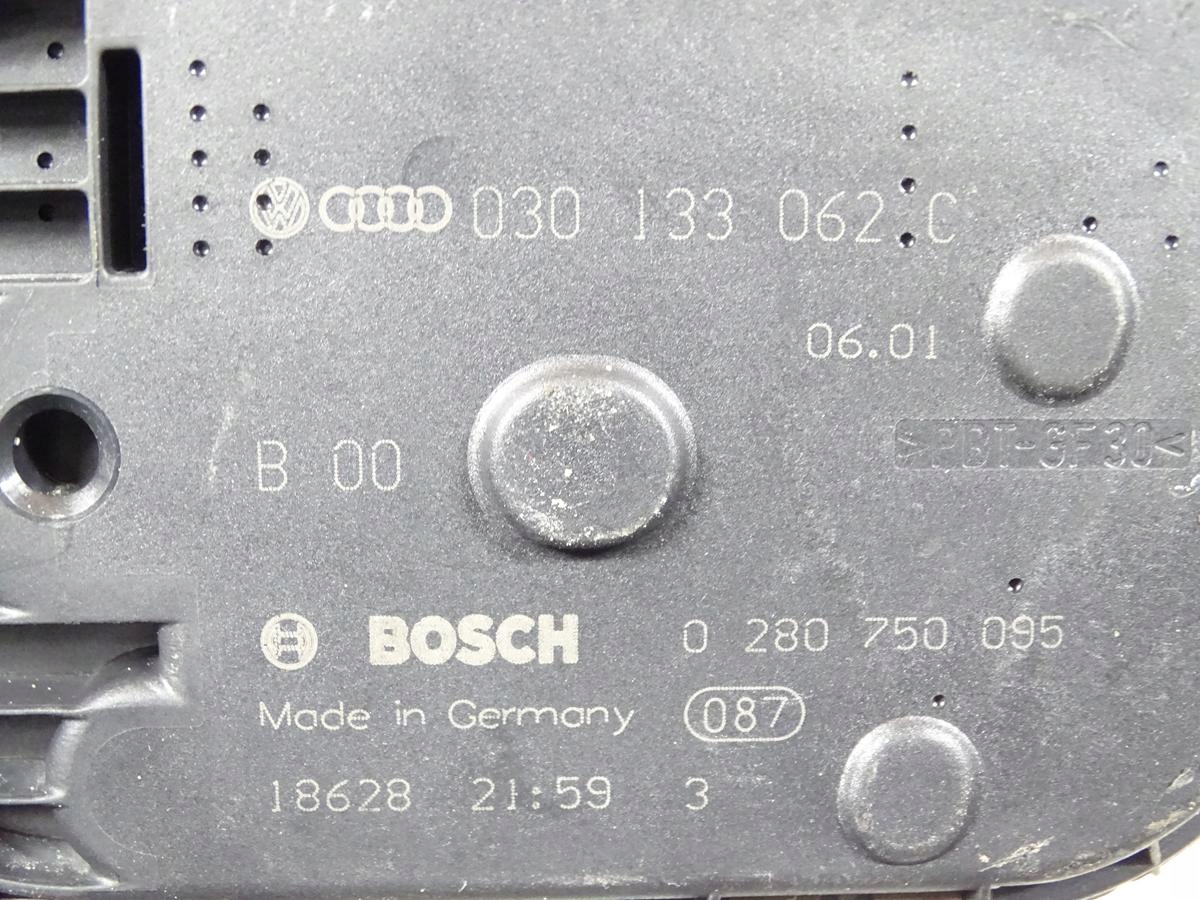 030 133 062 C
06.01
B 00
>PBT-GF30<
BOSCH 0 280 750 095
Made in Germany 087
18628 21:59 3